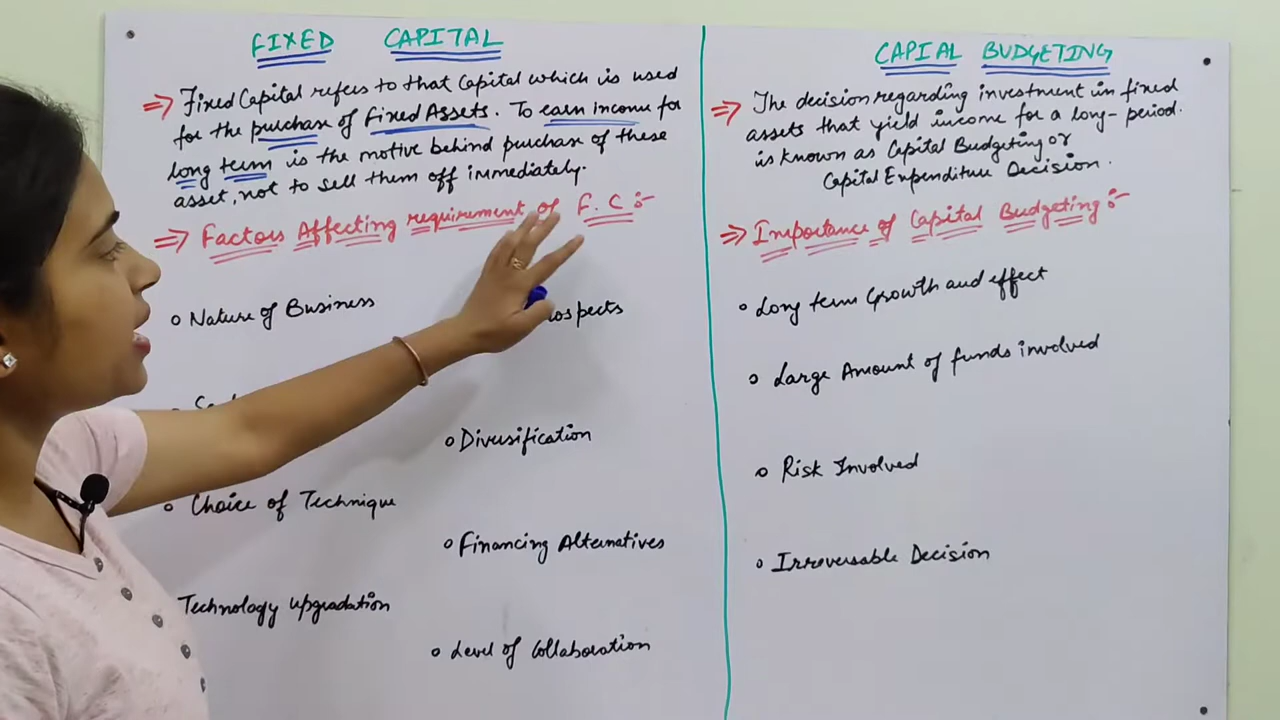 FIXED CAPITAL
⇒ Fixed Capital refers to that Capital which is used
for the purchase of Fixed Assets. To earn income for
long term is the motive behind purchase of these
asset, not to sell them off immediately.
⇒ Factors Affecting requirement of F.C :-
○ Nature of Business
○ Choice of Technique
Technology Upgradation
○ Diversification
○ Financing Alternatives
○ Level of Collaboration
CAPIAL BUDGETING
⇒ The decision regarding investment in fixed
assets that yield income for a long-period.
is known as Capital Budgeting or
Capital Expenditure Decision.
⇒ Importance of Capital Budgeting :-
○ Long term Growth and effect
○ Large Amount of funds involved
○ Risk Involved
○ Irreversable Decision